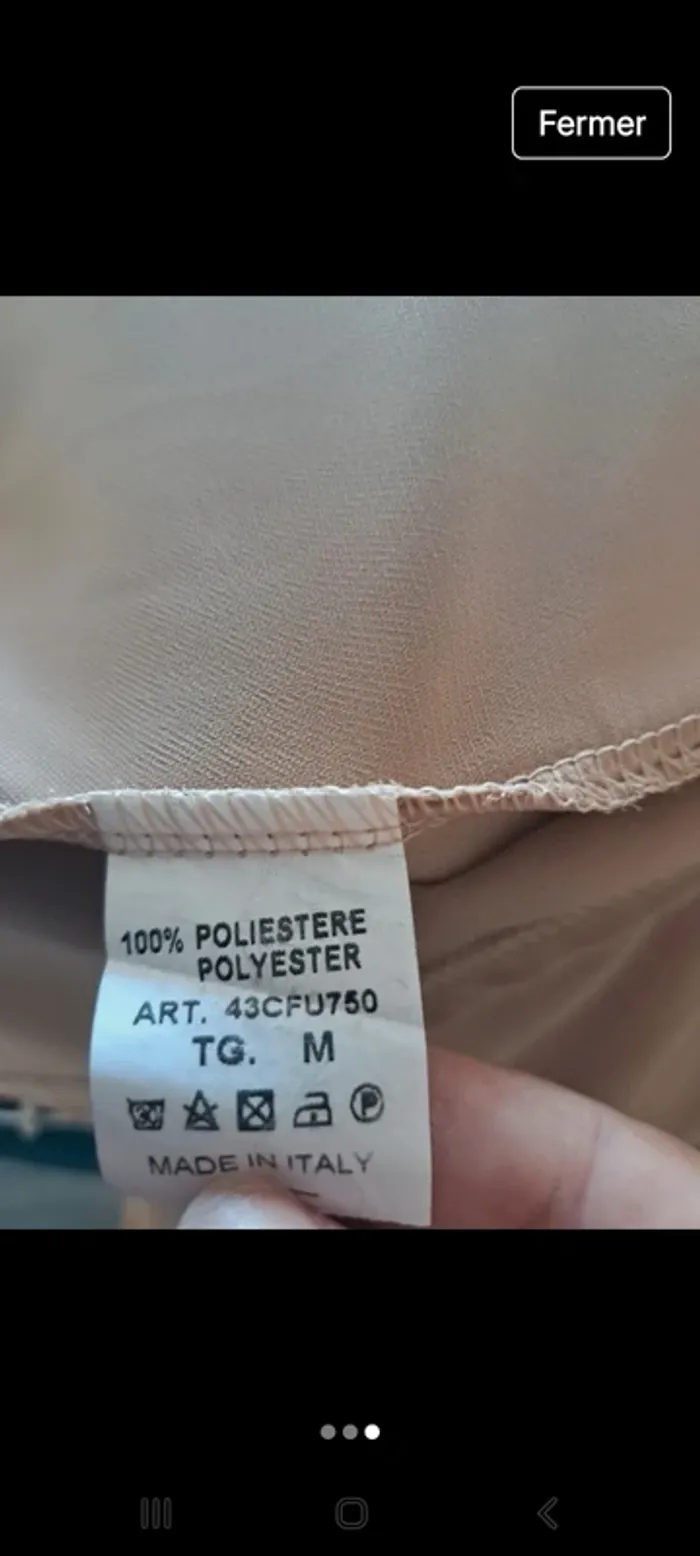 Fermer
100% POLIESTERE
POLYESTER
ART. 43CFU750
TG. M
P
MADE IN ITALY